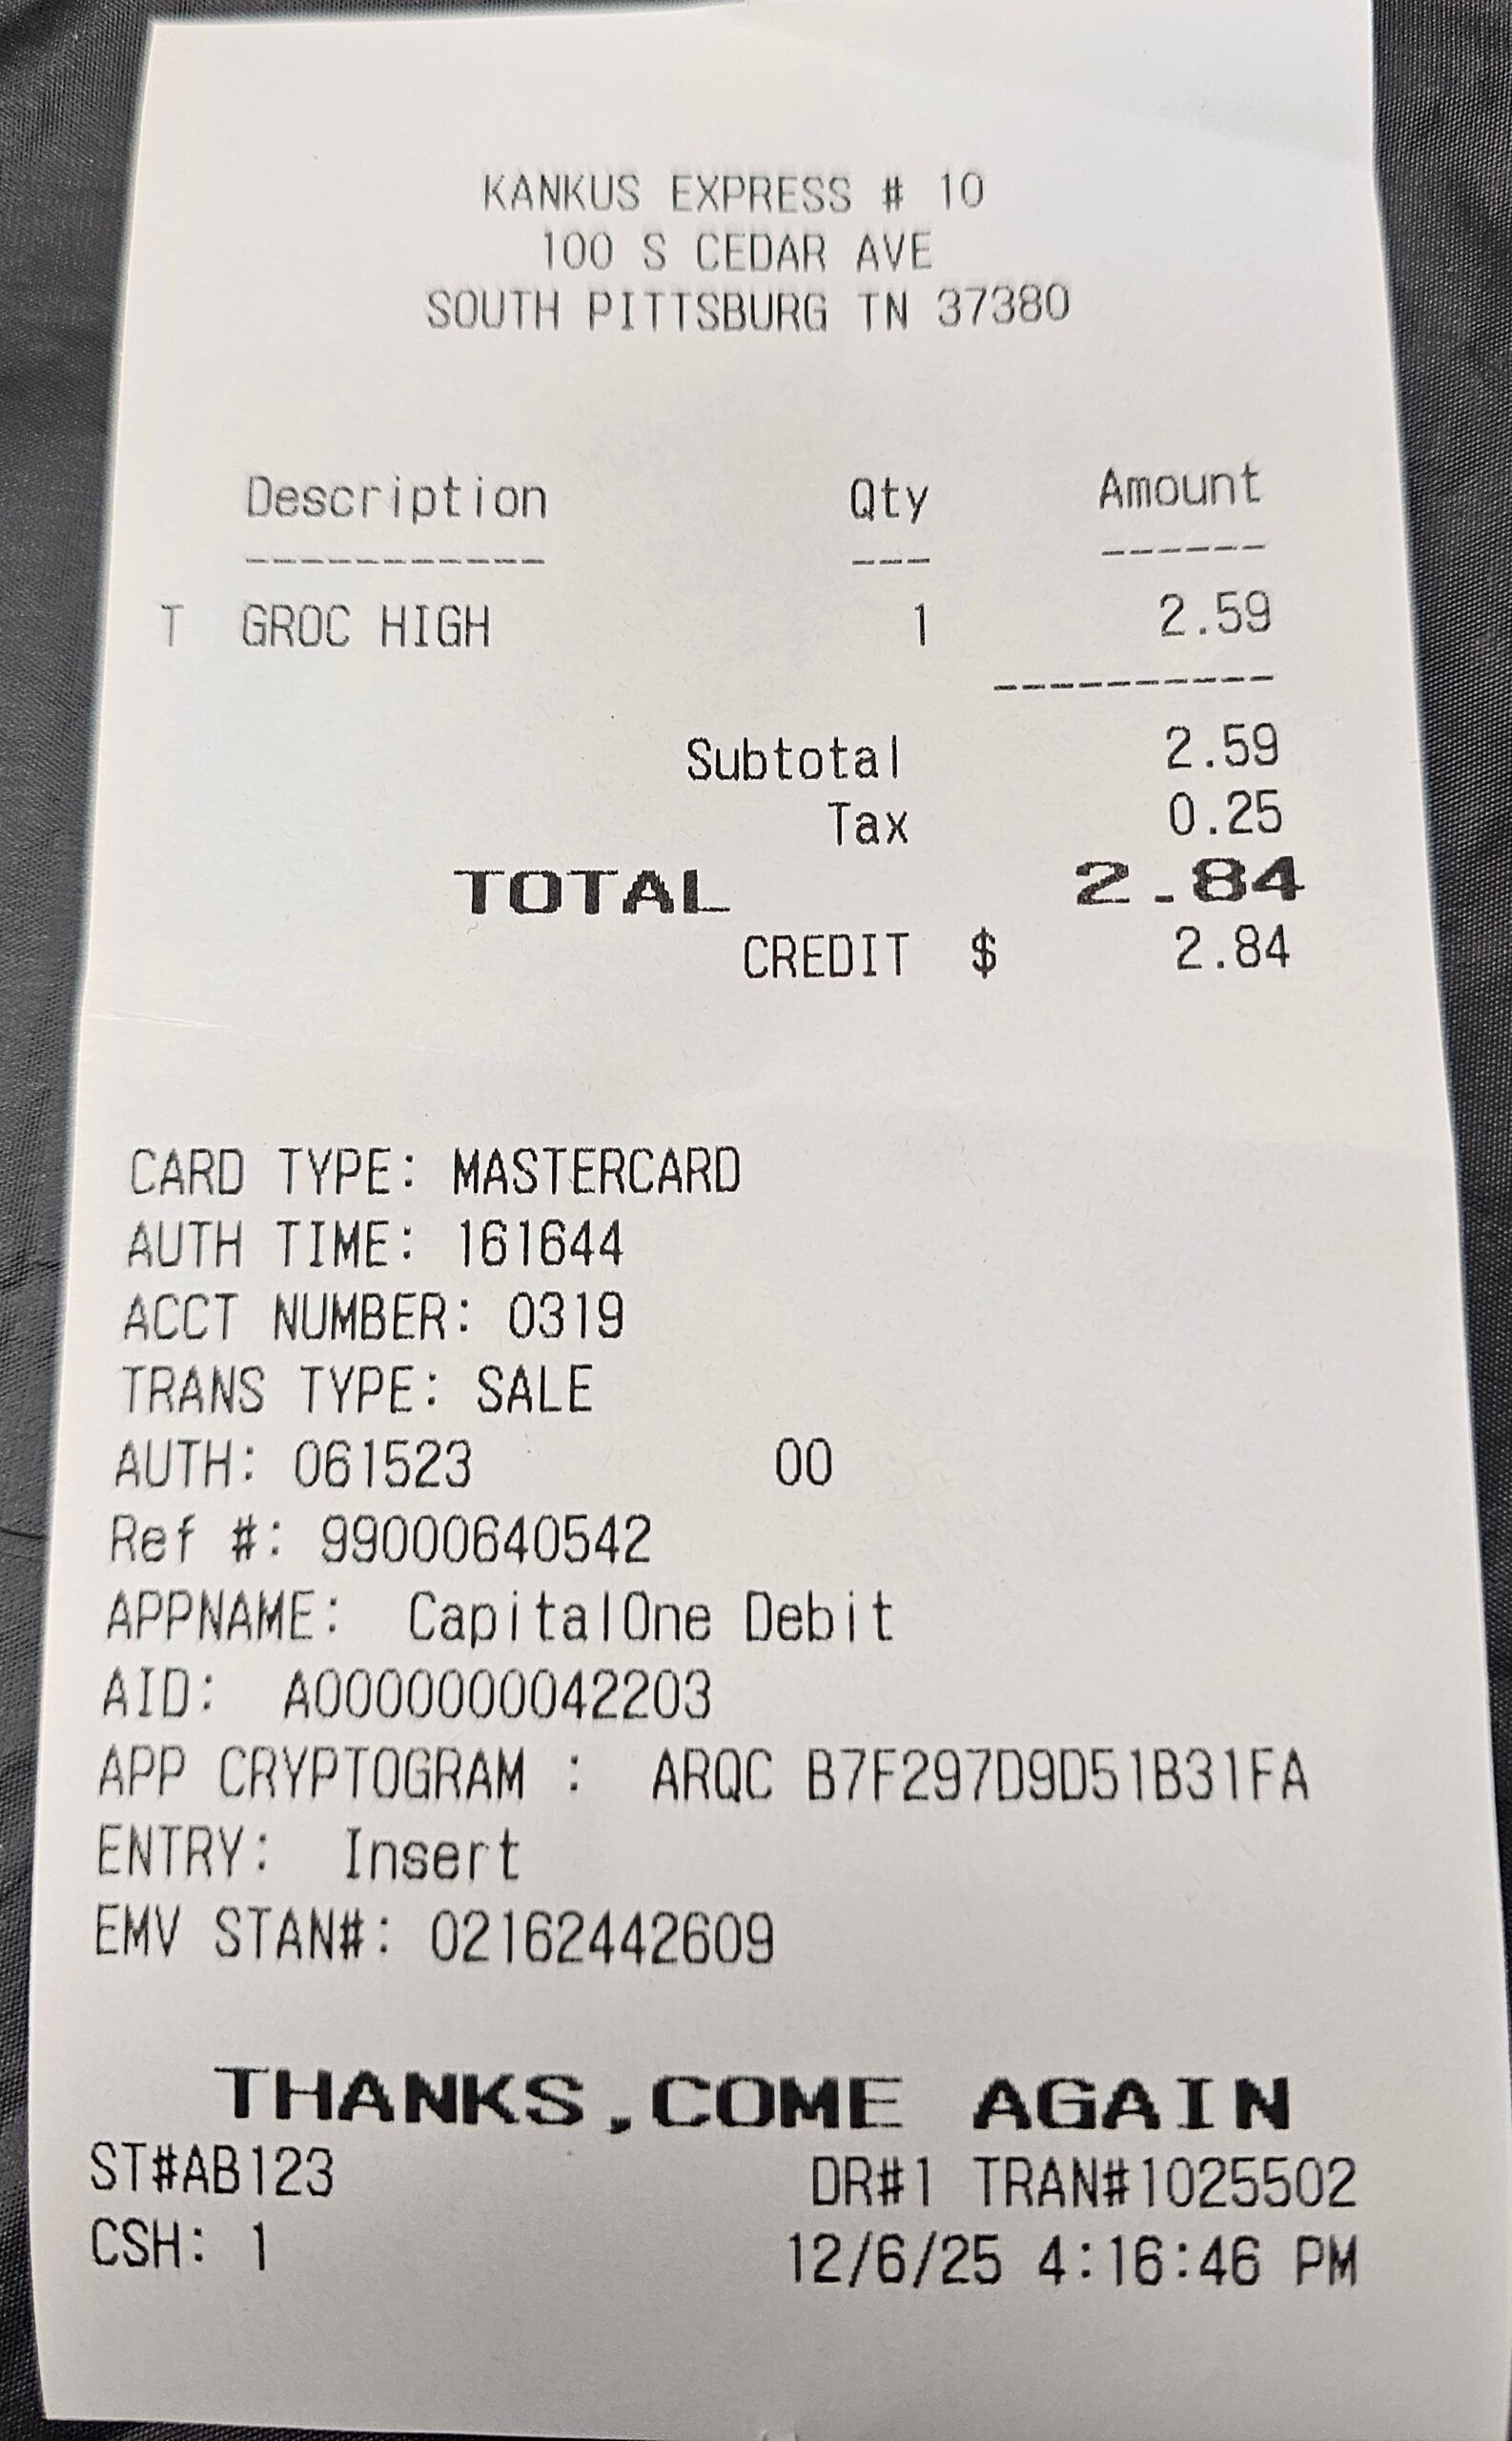 KANKUS EXPRESS # 10
100 S CEDAR AVE
SOUTH PITTSBURG TN 37380
Description Qty Amount
----------- --- ------
T GROC HIGH 1 2.59
----------
Subtotal 2.59
Tax 0.25
TOTAL 2.84
CREDIT $ 2.84
CARD TYPE: MASTERCARD
AUTH TIME: 161644
ACCT NUMBER: 0319
TRANS TYPE: SALE
AUTH: 061523 00
Ref #: 99000640542
APPNAME: CapitalOne Debit
AID: A0000000042203
APP CRYPTOGRAM : ARQC B7F297D9D51B31FA
ENTRY: Insert
EMV STAN#: 02162442609
THANKS,COME AGAIN
ST#AB123 DR#1 TRAN#1025502
CSH: 1 12/6/25 4:16:46 PM